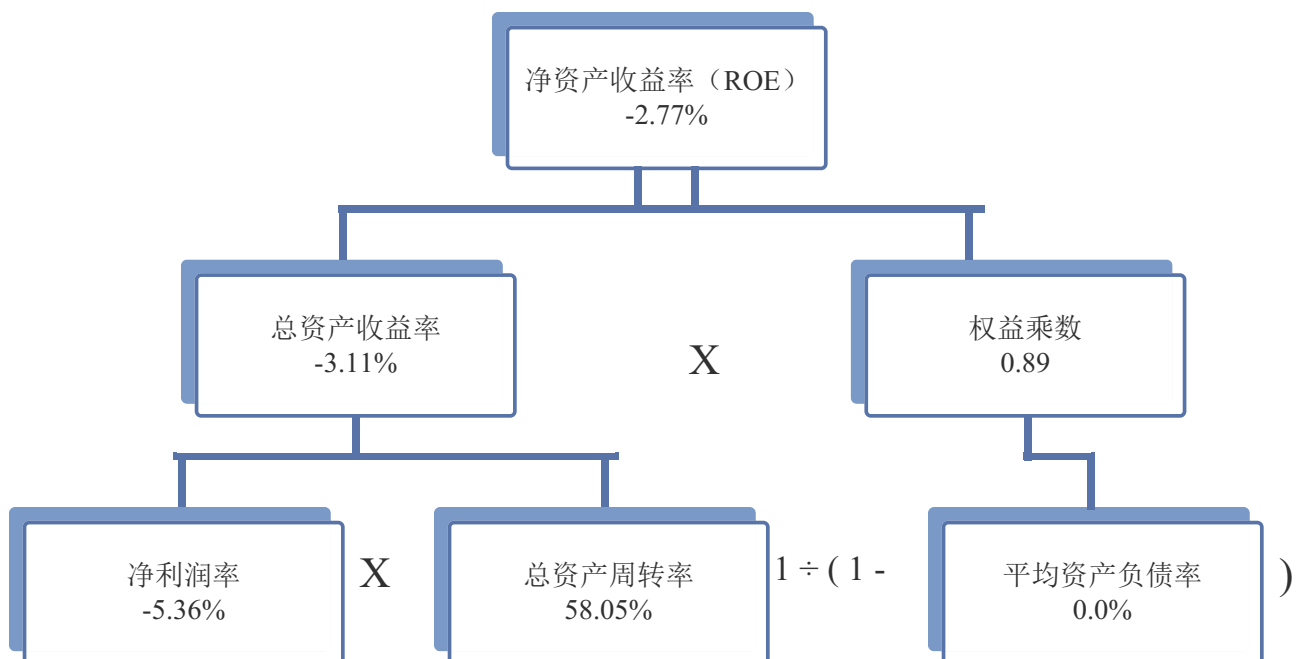 净资产收益率（ROE）
-2.77%
总资产收益率
-3.11%
X
权益乘数
0.89
净利润率
-5.36%
X
总资产周转率
58.05%
1 ÷ ( 1 -
平均资产负债率
0.0%
)